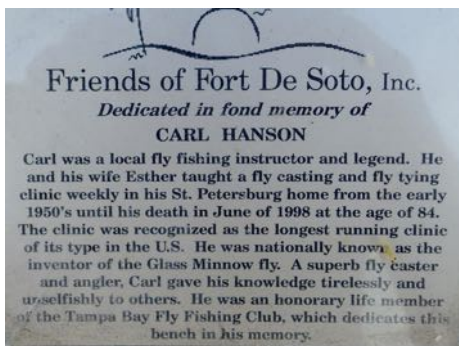 Friends of Fort De Soto, Inc.
Dedicated in fond memory of
CARL HANSON
Carl was a local fly fishing instructor and legend. He
and his wife Esther taught a fly casting and fly tying
clinic weekly in his St. Petersburg home from the early
1950's until his death in June of 1998 at the age of 84.
The clinic was recognized as the longest running clinic
of its type in the U.S. He was nationally known as the
inventor of the Glass Minnow fly. A superb fly caster
and angler, Carl gave his knowledge tirelessly and
unselfishly to others. He was an honorary life member
of the Tampa Bay Fly Fishing Club, which dedicates this
bench in his memory.